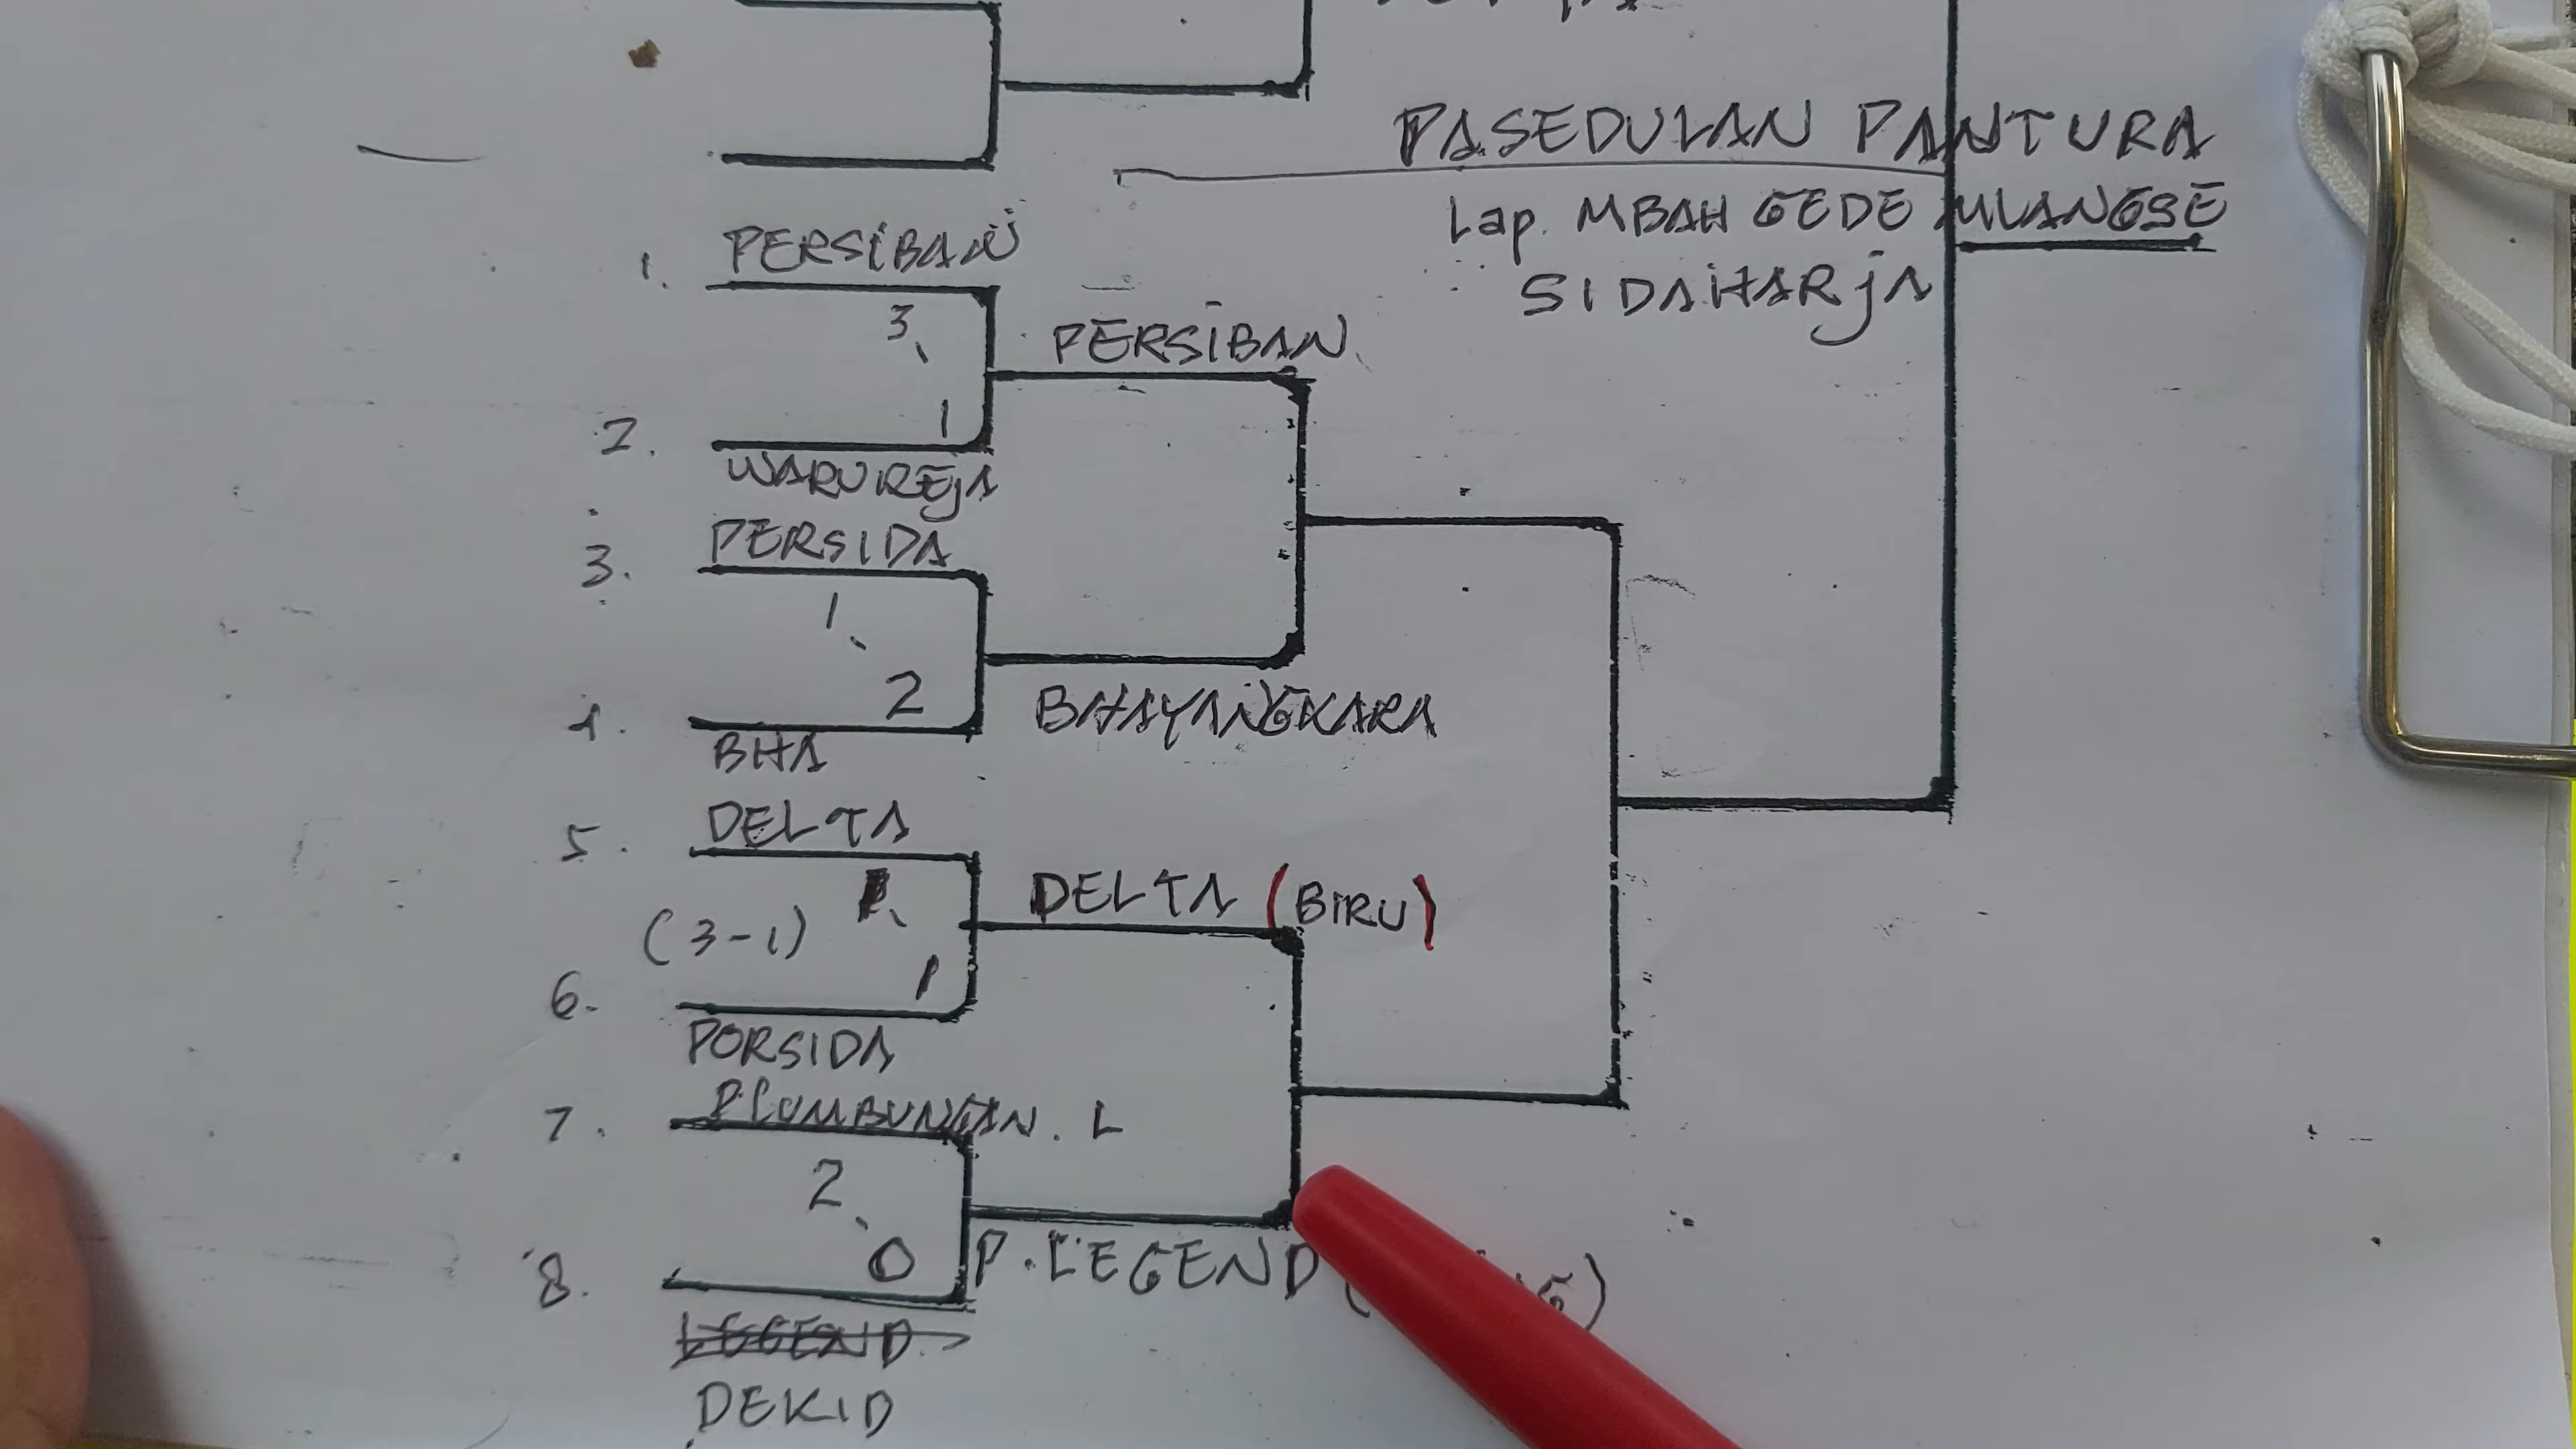 PASEDULAN PANTURA
Lap. MBAH GEDE MLANGSE
SIDAHARJA
1. PERSIBAN
3
PERSIBAN
1
2.
WARUREJA
3. PERSIDA
1
2
BHAYANGKARA
4.
BHA
5. DELTA
DELTA (BIRU)
(3-1)
1
6.
PORSIDA
7. PLUMBUNGAN. L
2
0
P. LEGEND (
8.
LEGEND
DEKID